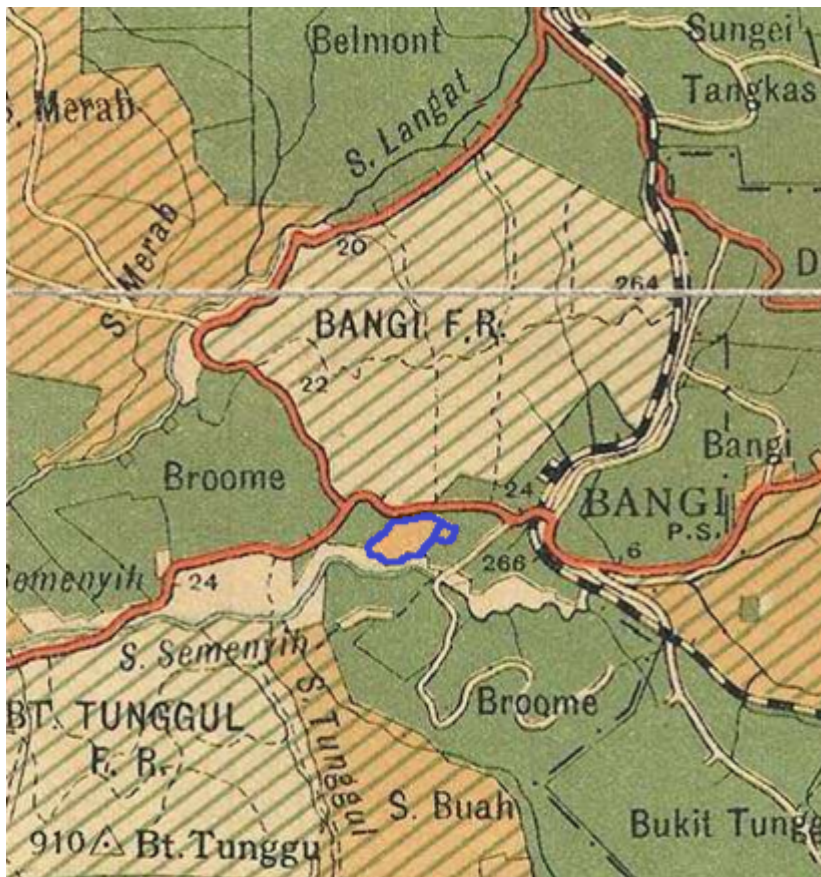 Belmont
Sungei
Tangkas
S. Merab
S. Langat
S. Merab
20
D
264
BANGI F.R.
22
Bangi
Broome
24
BANGI
P.S.
266
6
Semenyih
24
S. Semenyih
S. Tunggul
Broome
BT. TUNGGUL
F. R.
S. Buah
Bukit Tungg
910 Bt. Tunggu